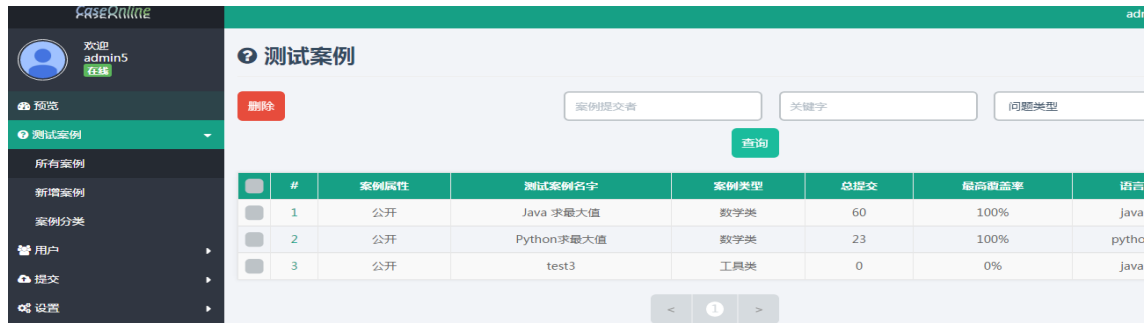 CaseOnline
adm
欢迎
admin5
在线
测试案例
预览
删除
案例提交者
关键字
问题类型
测试案例
查询
所有案例
新增案例
案例分类
用户
提交
设置
# 案例属性 测试案例名字 案例类型 总提交 最高覆盖率 语言
1 公开 Java 求最大值 数学类 60 100% java
2 公开 Python求最大值 数学类 23 100% pytho
3 公开 test3 工具类 0 0% java
< 1 >